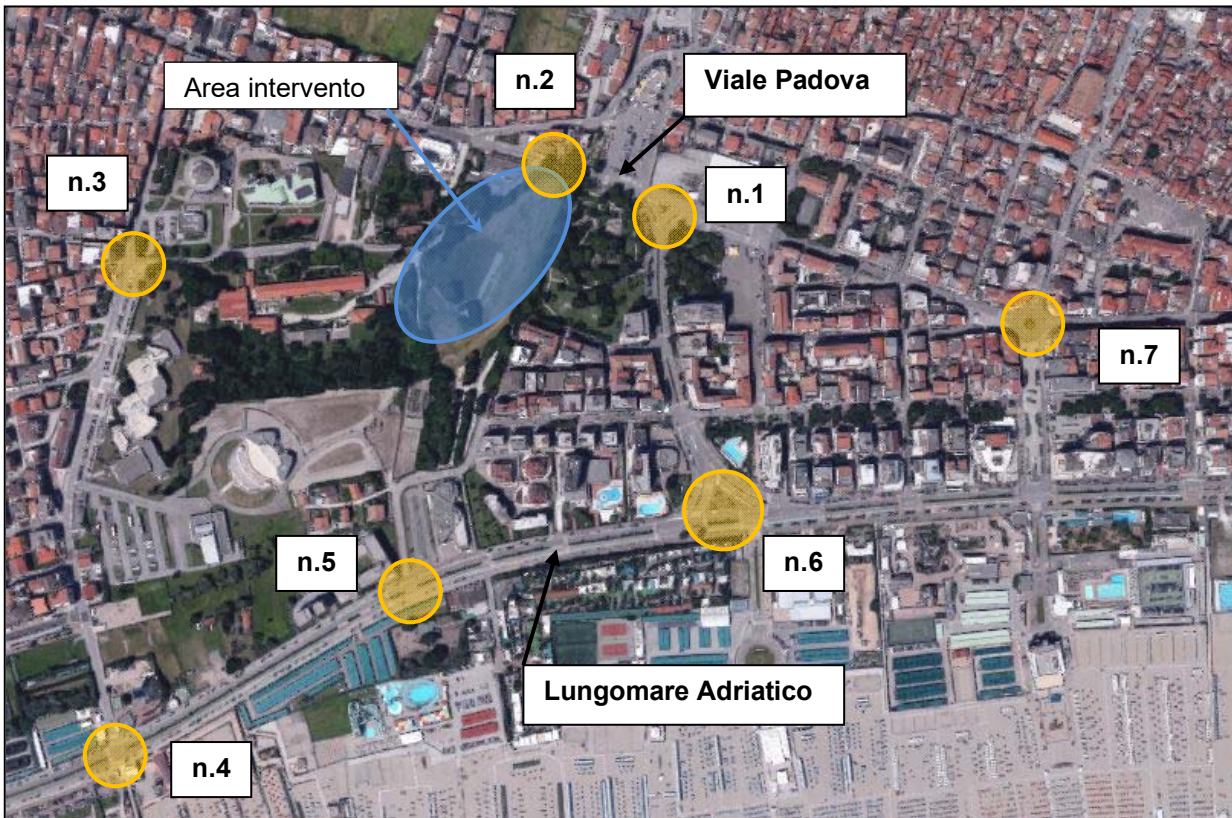 n.2
Viale Padova
Area intervento
n.3
n.1
n.7
n.5
n.6
Lungomare Adriatico
n.4